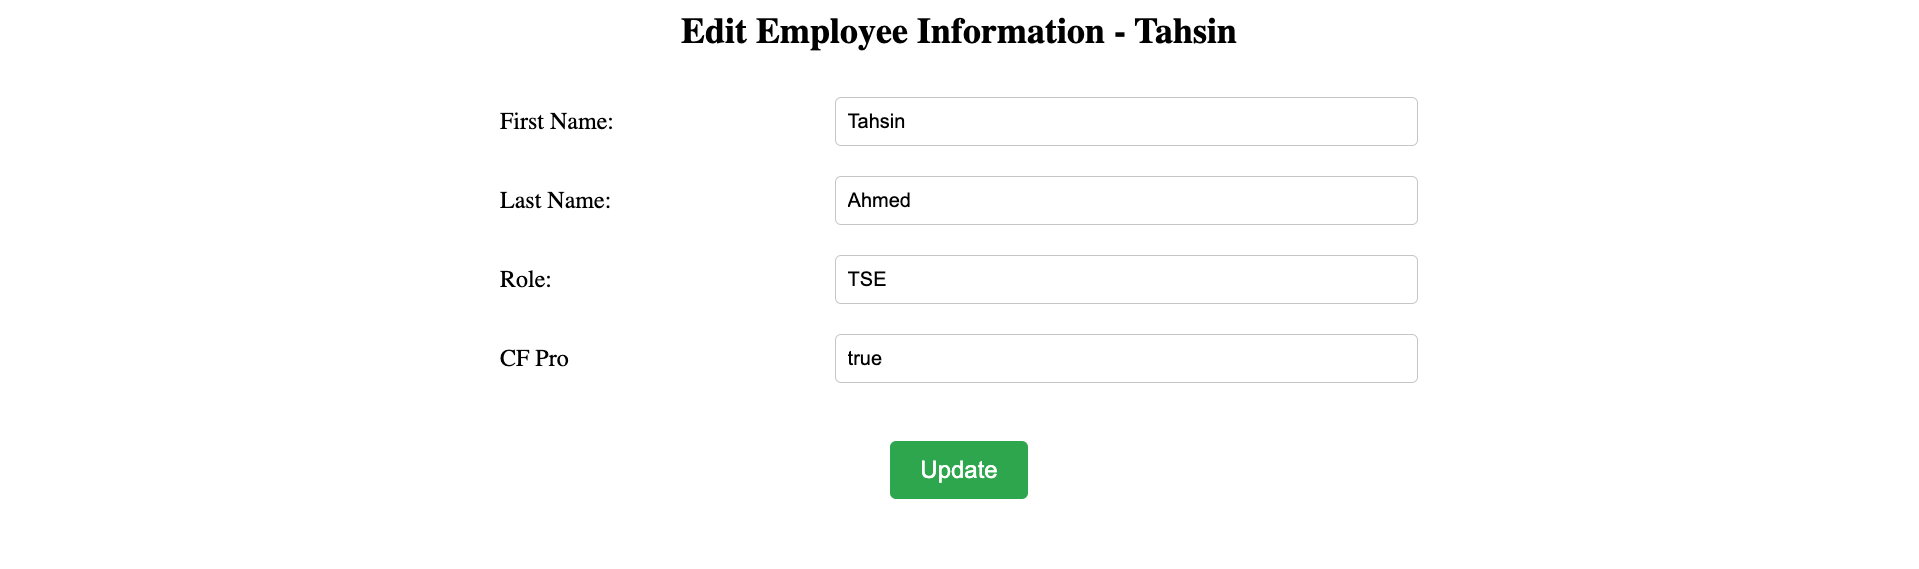 Edit Employee Information - Tahsin
First Name: Tahsin
Last Name: Ahmed
Role: TSE
CF Pro true
Update